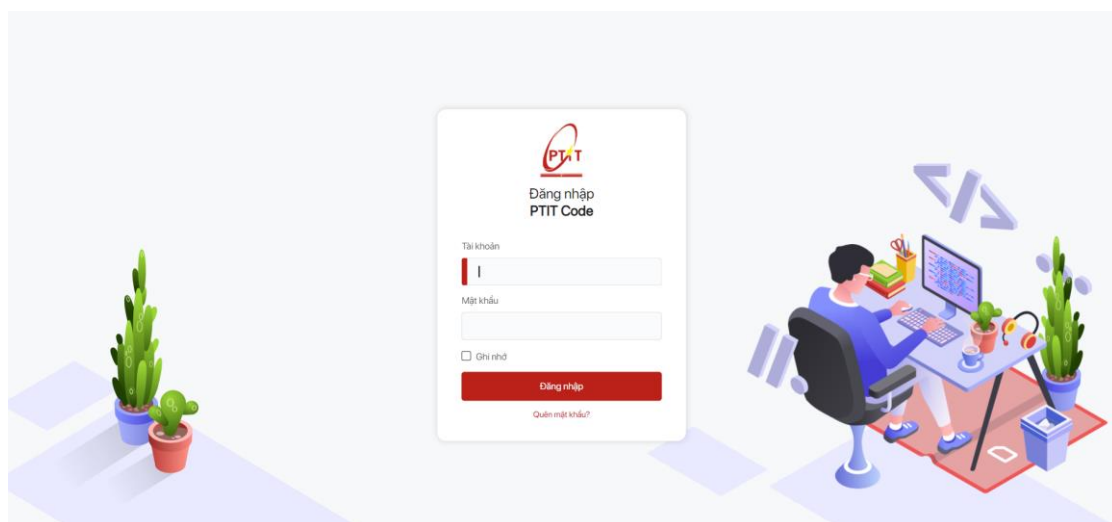 PTIT
Đăng nhập
PTIT Code
Tài khoản
Mật khẩu
Ghi nhớ
Đăng nhập
Quên mật khẩu?